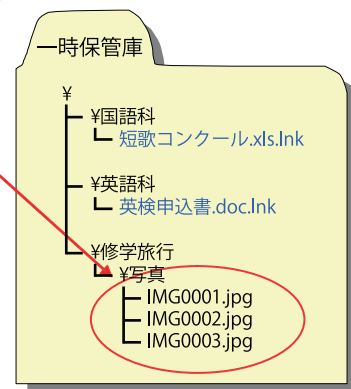 一時保管庫
¥
¥国語科
短歌コンクール.xls.lnk
¥英語科
英検申込書.doc.lnk
¥修学旅行
¥写真
IMG0001.jpg
IMG0002.jpg
IMG0003.jpg